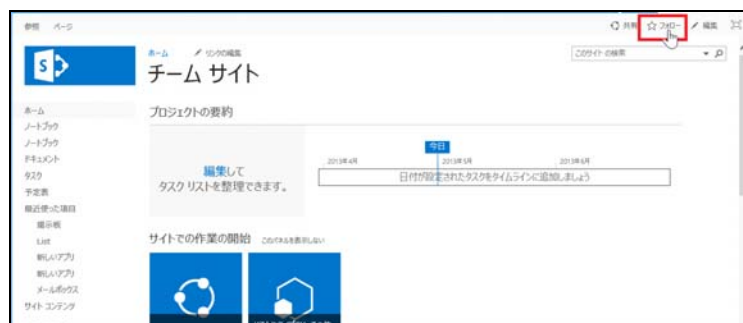 参照 ページ
共有 ☆ フォロー 編集
ホーム リンクの編集
このサイトの検索
チーム サイト
ホーム
ノートブック
ノートブック
ドキュメント
タスク
予定表
最近使った項目
掲示板
List
新しいアプリ
新しいアプリ
メールボックス
サイト コンテンツ
プロジェクトの要約
編集して
タスク リストを整理できます。
今日
2013年4月 2013年5月 2013年6月
日付が設定されたタスクをタイムラインに追加しましょう
サイトでの作業の開始 このパネルを表示しない